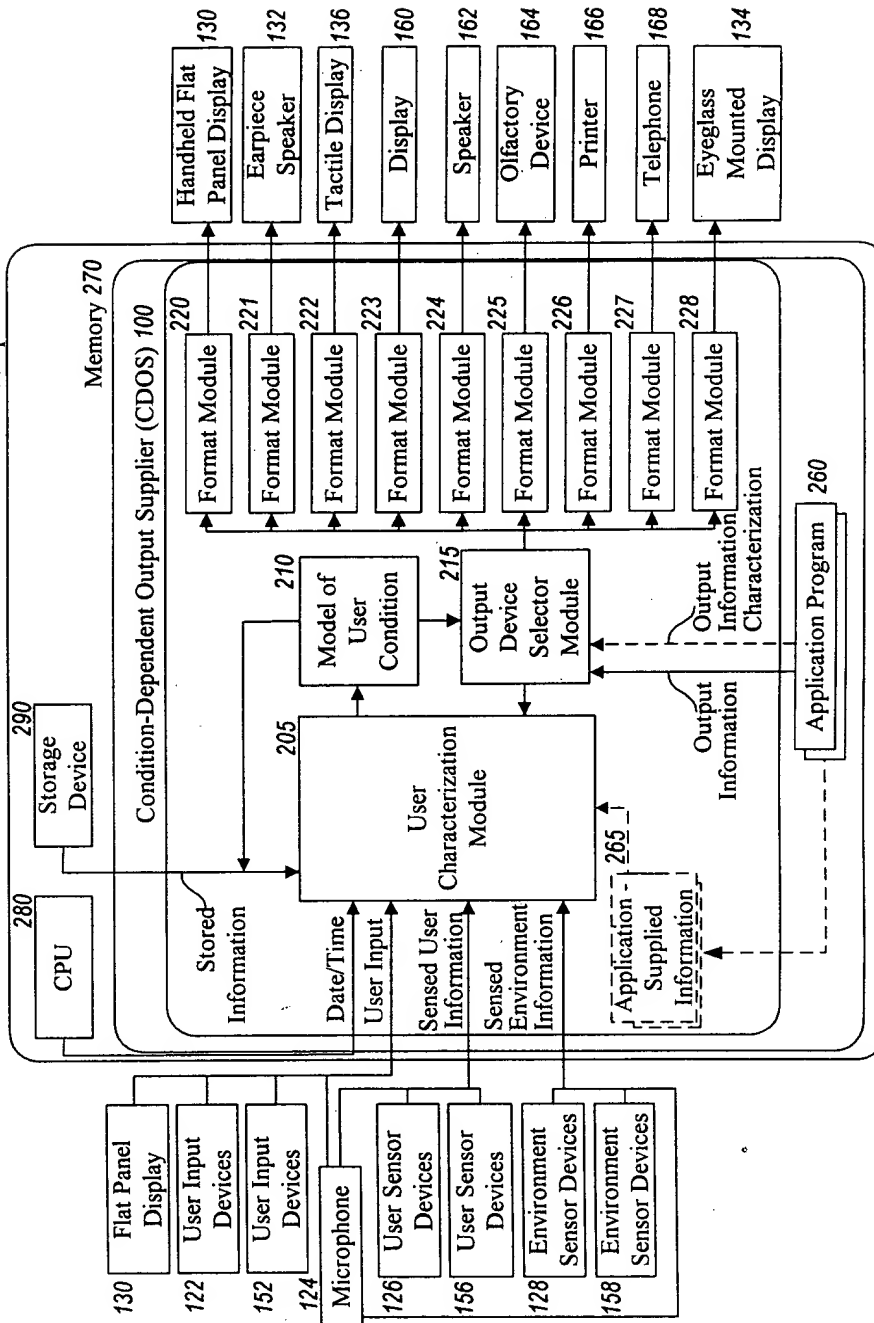 130
Flat Panel
Display
122
User Input
Devices
152
User Input
Devices
124
Microphone
126
User Sensor
Devices
156
User Sensor
Devices
128
Environment
Sensor Devices
158
Environment
Sensor Devices
280
CPU
290
Storage
Device
Memory 270
Condition-Dependent Output Supplier (CDOS) 100
Stored
Information
Date/Time
User Input
Sensed User
Information
Sensed
Environment
Information
205
User
Characterization
Module
210
Model of
User
Condition
215
Output
Device
Selector
Module
265
Application
Supplied
Information
Output
Information
Output
Information
Characterization
260
Application Program
220
Format Module
221
Format Module
222
Format Module
223
Format Module
224
Format Module
225
Format Module
226
Format Module
227
Format Module
228
Format Module
Handheld Flat
Panel Display
130
Earpiece
Speaker
132
Tactile Display
136
Display
160
Speaker
162
Olfactory
Device
164
Printer
166
Telephone
168
Eyeglass
Mounted
Display
134